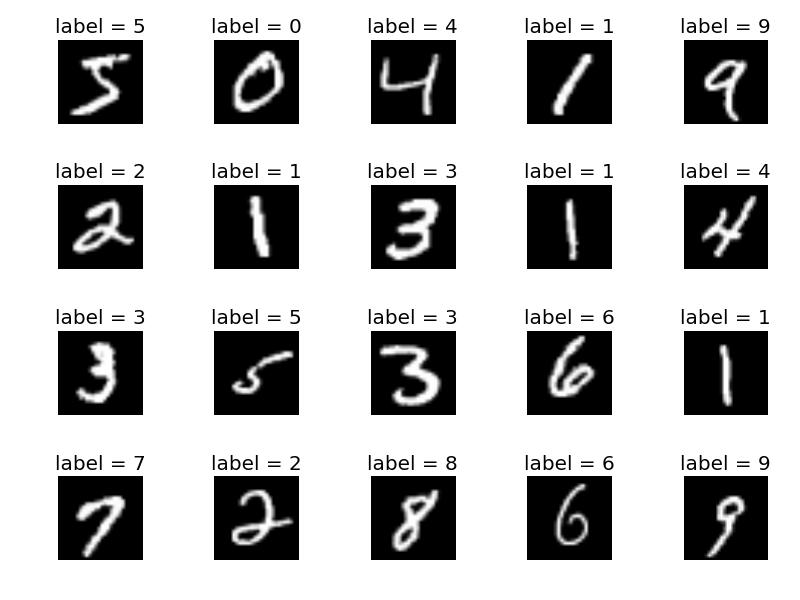 label = 5 label = 0 label = 4 label = 1 label = 9
5 0 4 1 9
label = 2 label = 1 label = 3 label = 1 label = 4
2 1 3 1 4
label = 3 label = 5 label = 3 label = 6 label = 1
3 5 3 6 1
label = 7 label = 2 label = 8 label = 6 label = 9
7 2 8 6 9